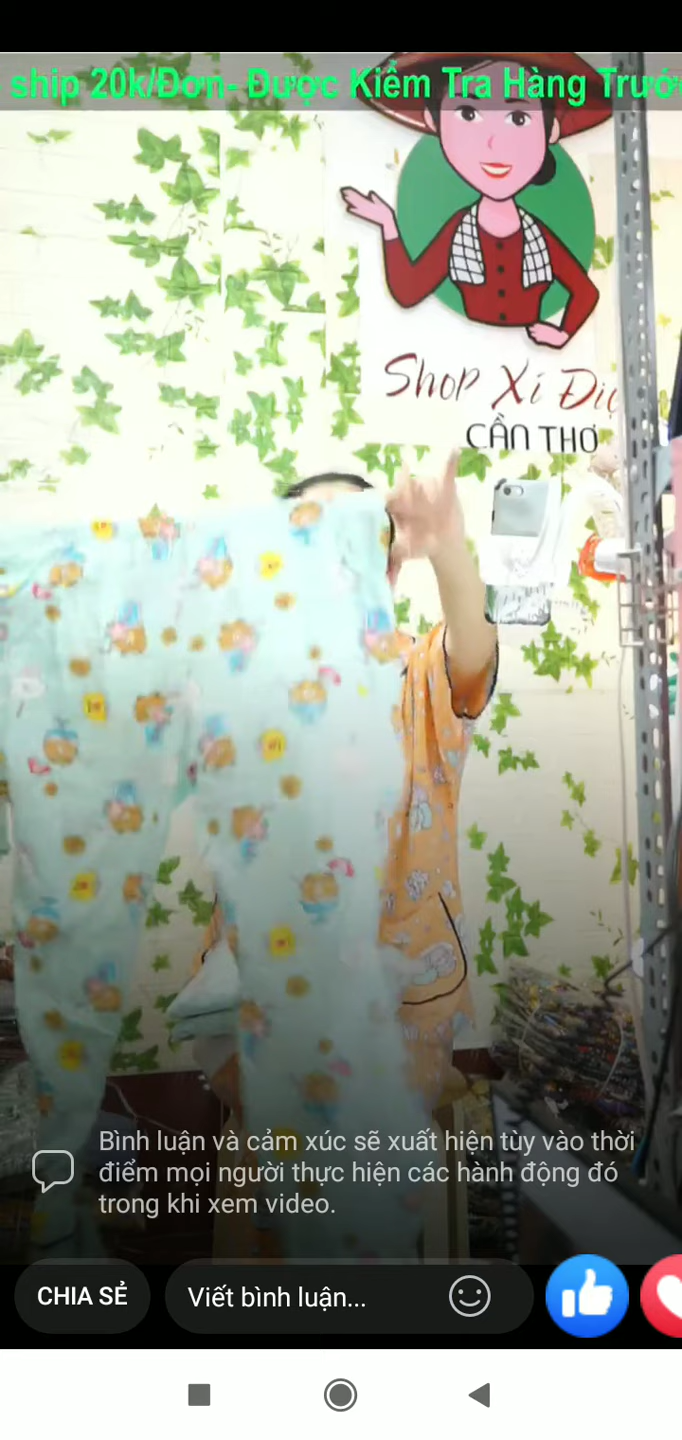 ship 20k/Đơn- Được Kiểm Tra Hàng
Shop Xí
CẦN THƠ
Bình luận và cảm xúc sẽ xuất hiện tùy vào thời
điểm mọi người thực hiện các hành động đó
trong khi xem video.
CHIA SẺ
Viết bình luận...